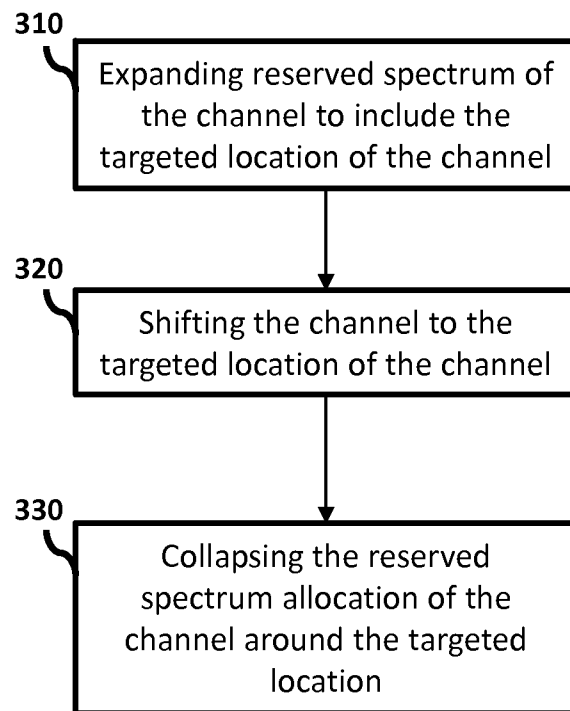 310
Expanding reserved spectrum of
the channel to include the
targeted location of the channel
320
Shifting the channel to the
targeted location of the channel
330
Collapsing the reserved
spectrum allocation of the
channel around the targeted
location